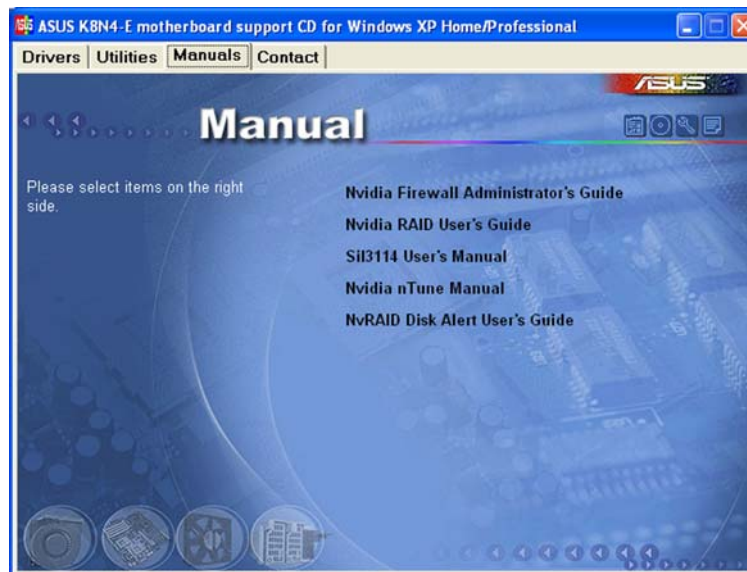 ASUS K8N4-E motherboard support CD for Windows XP Home/Professional
Drivers Utilities Manuals Contact
ASUS
Manual
Please select items on the right
side.
Nvidia Firewall Administrator's Guide
Nvidia RAID User's Guide
Sil3114 User's Manual
Nvidia nTune Manual
NvRAID Disk Alert User's Guide